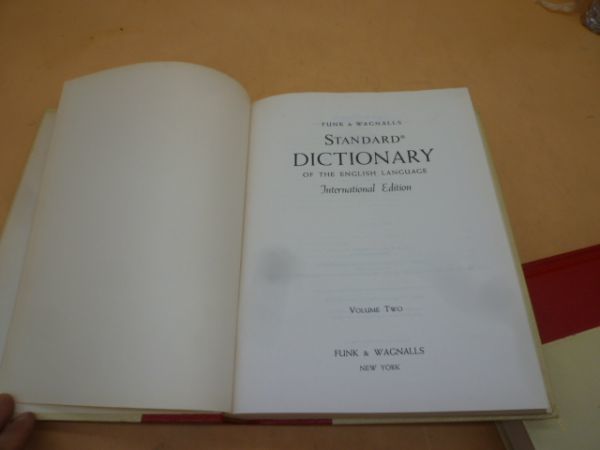 FUNK & WAGNALLS
STANDARD®
DICTIONARY
OF THE ENGLISH LANGUAGE
International Edition
VOLUME TWO
FUNK & WAGNALLS
NEW YORK